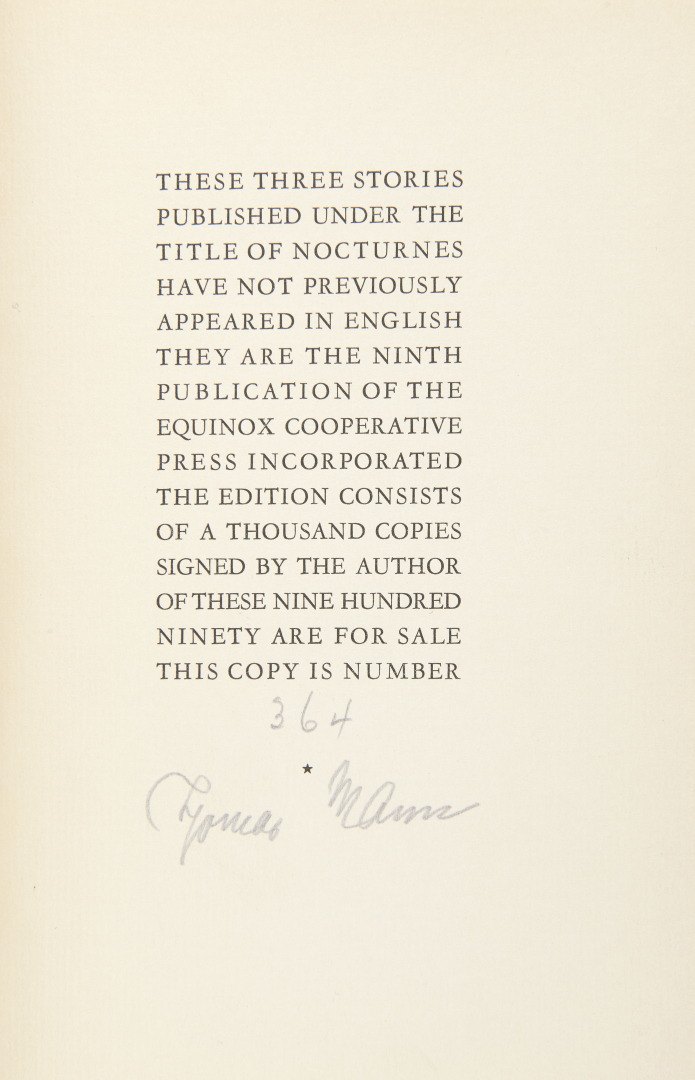 THESE THREE STORIES
PUBLISHED UNDER THE
TITLE OF NOCTURNES
HAVE NOT PREVIOUSLY
APPEARED IN ENGLISH
THEY ARE THE NINTH
PUBLICATION OF THE
EQUINOX COOPERATIVE
PRESS INCORPORATED
THE EDITION CONSISTS
OF A THOUSAND COPIES
SIGNED BY THE AUTHOR
OF THESE NINE HUNDRED
NINETY ARE FOR SALE
THIS COPY IS NUMBER
364
★
Thomas Mann